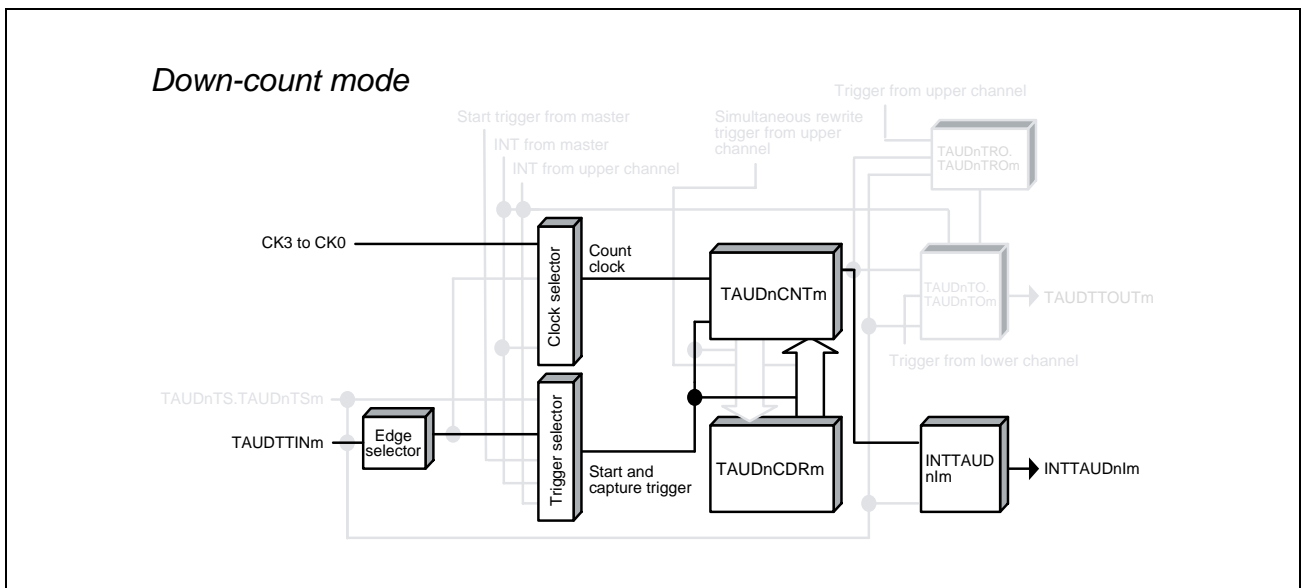 Down-count mode
Trigger from upper channel
Start trigger from master
Simultaneous rewrite
trigger from upper
channel
INT from master
INT from upper channel
TAUDnTRO.
TAUDnTROm
CK3 to CK0
Clock selector
Count
clock
TAUDnCNTm
TAUDnTO.
TAUDnTOm
TAUDTTOUTm
Trigger from lower channel
TAUDnTS.TAUDnTSm
TAUDTTINm
Edge
selector
Trigger selector
Start and
capture trigger
TAUDnCDRm
INTTAUD
nIm
INTTAUDnIm